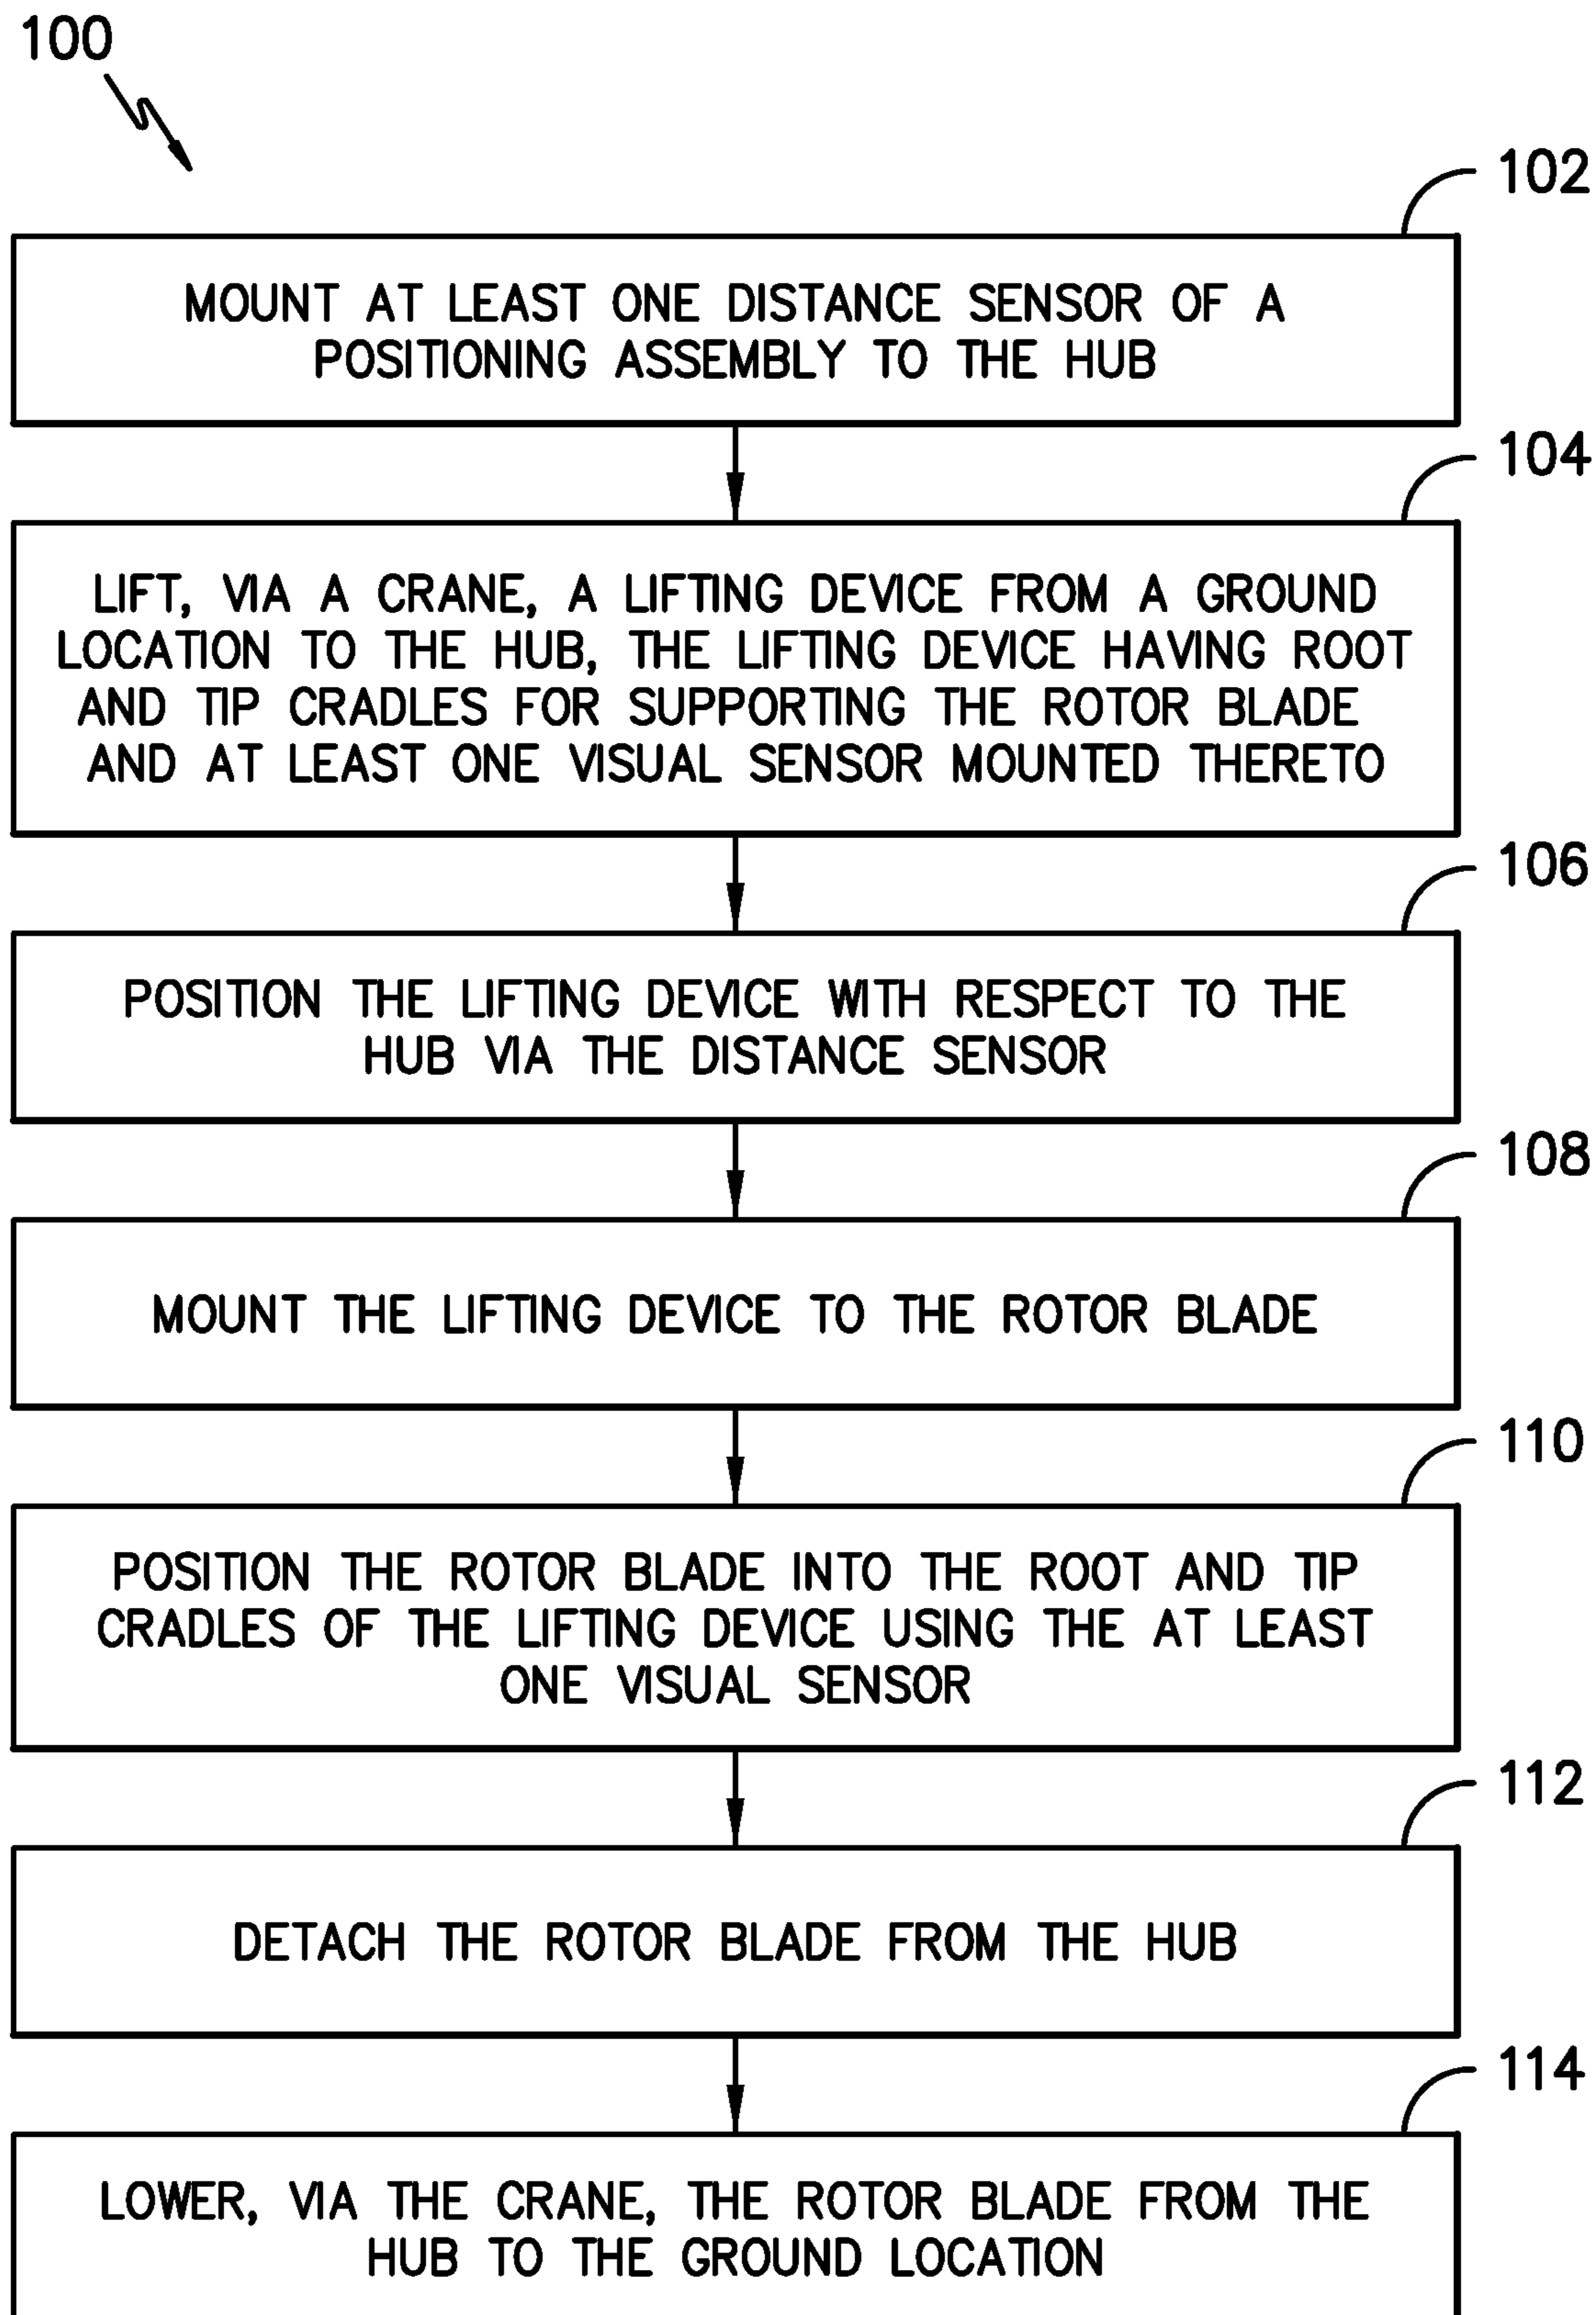 100
102
MOUNT AT LEAST ONE DISTANCE SENSOR OF A
POSITIONING ASSEMBLY TO THE HUB
104
LIFT, VIA A CRANE, A LIFTING DEVICE FROM A GROUND
LOCATION TO THE HUB, THE LIFTING DEVICE HAVING ROOT
AND TIP CRADLES FOR SUPPORTING THE ROTOR BLADE
AND AT LEAST ONE VISUAL SENSOR MOUNTED THERETO
106
POSITION THE LIFTING DEVICE WITH RESPECT TO THE
HUB VIA THE DISTANCE SENSOR
108
MOUNT THE LIFTING DEVICE TO THE ROTOR BLADE
110
POSITION THE ROTOR BLADE INTO THE ROOT AND TIP
CRADLES OF THE LIFTING DEVICE USING THE AT LEAST
ONE VISUAL SENSOR
112
DETACH THE ROTOR BLADE FROM THE HUB
114
LOWER, VIA THE CRANE, THE ROTOR BLADE FROM THE
HUB TO THE GROUND LOCATION